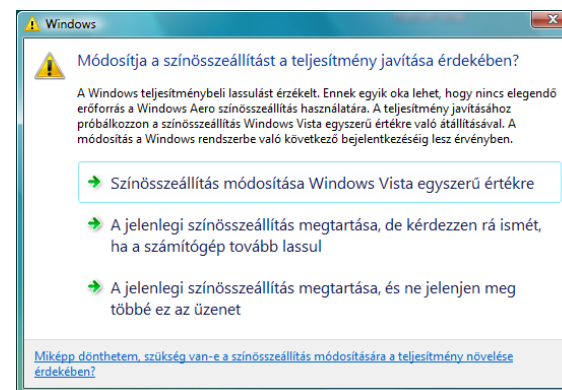 Windows
Módosítja a színösszeállítást a teljesítmény javítása érdekében?
A Windows teljesítménybeli lassulást érzékelt. Ennek egyik oka lehet, hogy nincs elegendő
erőforrás a Windows Aero színösszeállítás használatára. A teljesítmény javításához
próbálkozzon a színösszeállítás Windows Vista egyszerű értékre való átállításával. A
módosítás a Windows rendszerbe való következő bejelentkezéséig lesz érvényben.
Színösszeállítás módosítása Windows Vista egyszerű értékre
A jelenlegi színösszeállítás megtartása, de kérdezzen rá ismét,
ha a számítógép tovább lassul
A jelenlegi színösszeállítás megtartása, és ne jelenjen meg
többé ez az üzenet
Miképp dönthetem, szükség van-e a színösszeállítás módosítására a teljesítmény növelése
érdekében?